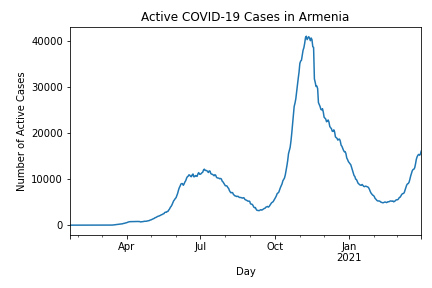 Active COVID-19 Cases in Armenia
Number of Active Cases
40000
30000
20000
10000
0
Apr
Jul
Oct
Jan
2021
Day